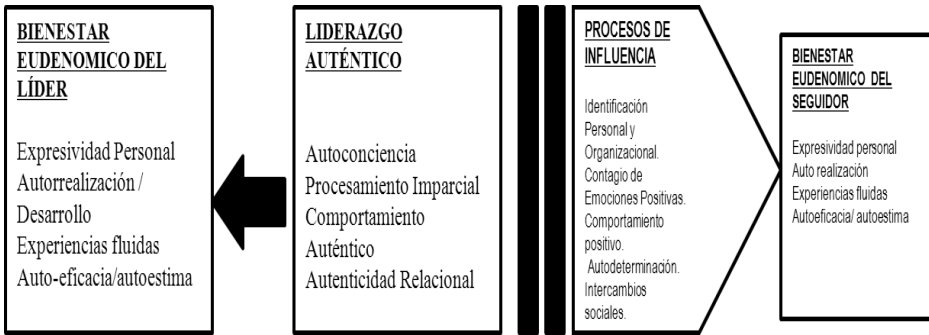 BIENESTAR
EUDENOMICO DEL
LÍDER
Expresividad Personal
Autorrealización /
Desarrollo
Experiencias fluidas
Auto-eficacia/autoestima
LIDERAZGO
AUTÉNTICO
Autoconciencia
Procesamiento Imparcial
Comportamiento
Auténtico
Autenticidad Relacional
PROCESOS DE
INFLUENCIA
Identificación
Personal y
Organizacional.
Contagio de
Emociones Positivas.
Comportamiento
positivo.
Autodeterminación.
Intercambios
sociales.
BIENESTAR
EUDENOMICO DEL
SEGUIDOR
Expresividad personal
Auto realización
Experiencias fluidas
Autoeficacia/ autoestima